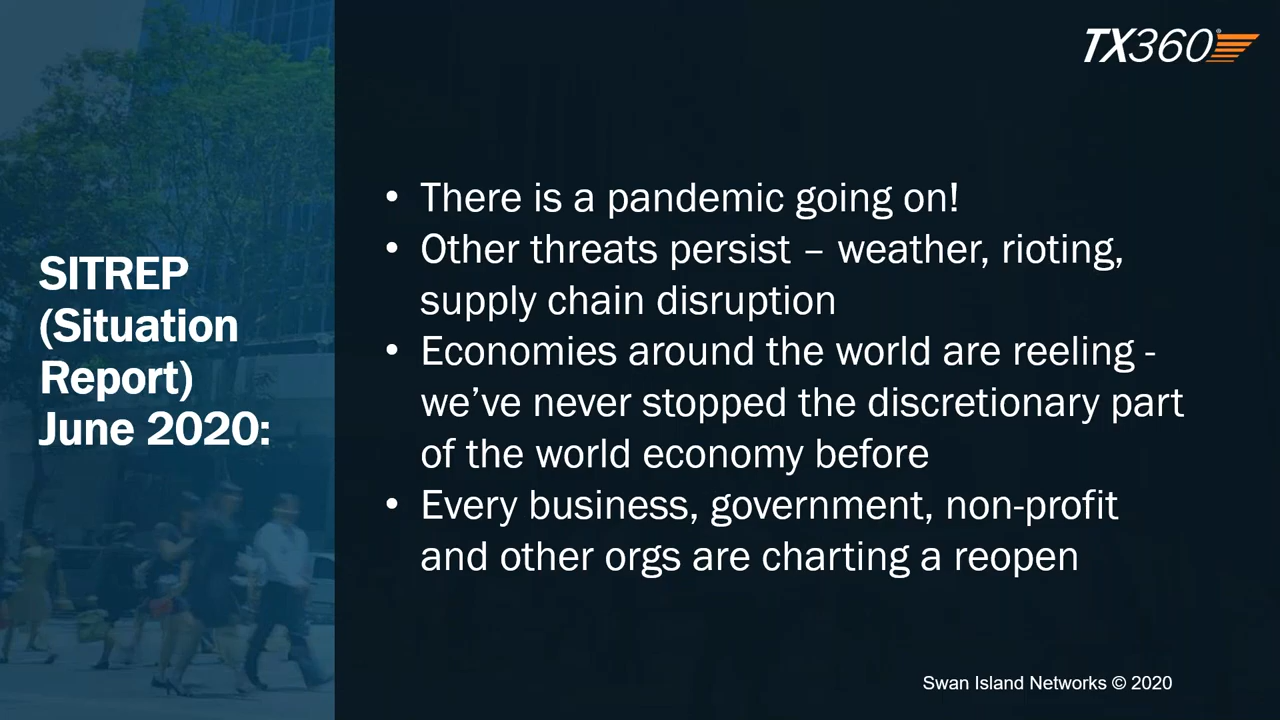 TX360®
SITREP
(Situation
Report)
June 2020:
• There is a pandemic going on!
• Other threats persist – weather, rioting,
supply chain disruption
• Economies around the world are reeling -
we’ve never stopped the discretionary part
of the world economy before
• Every business, government, non-profit
and other orgs are charting a reopen
Swan Island Networks © 2020